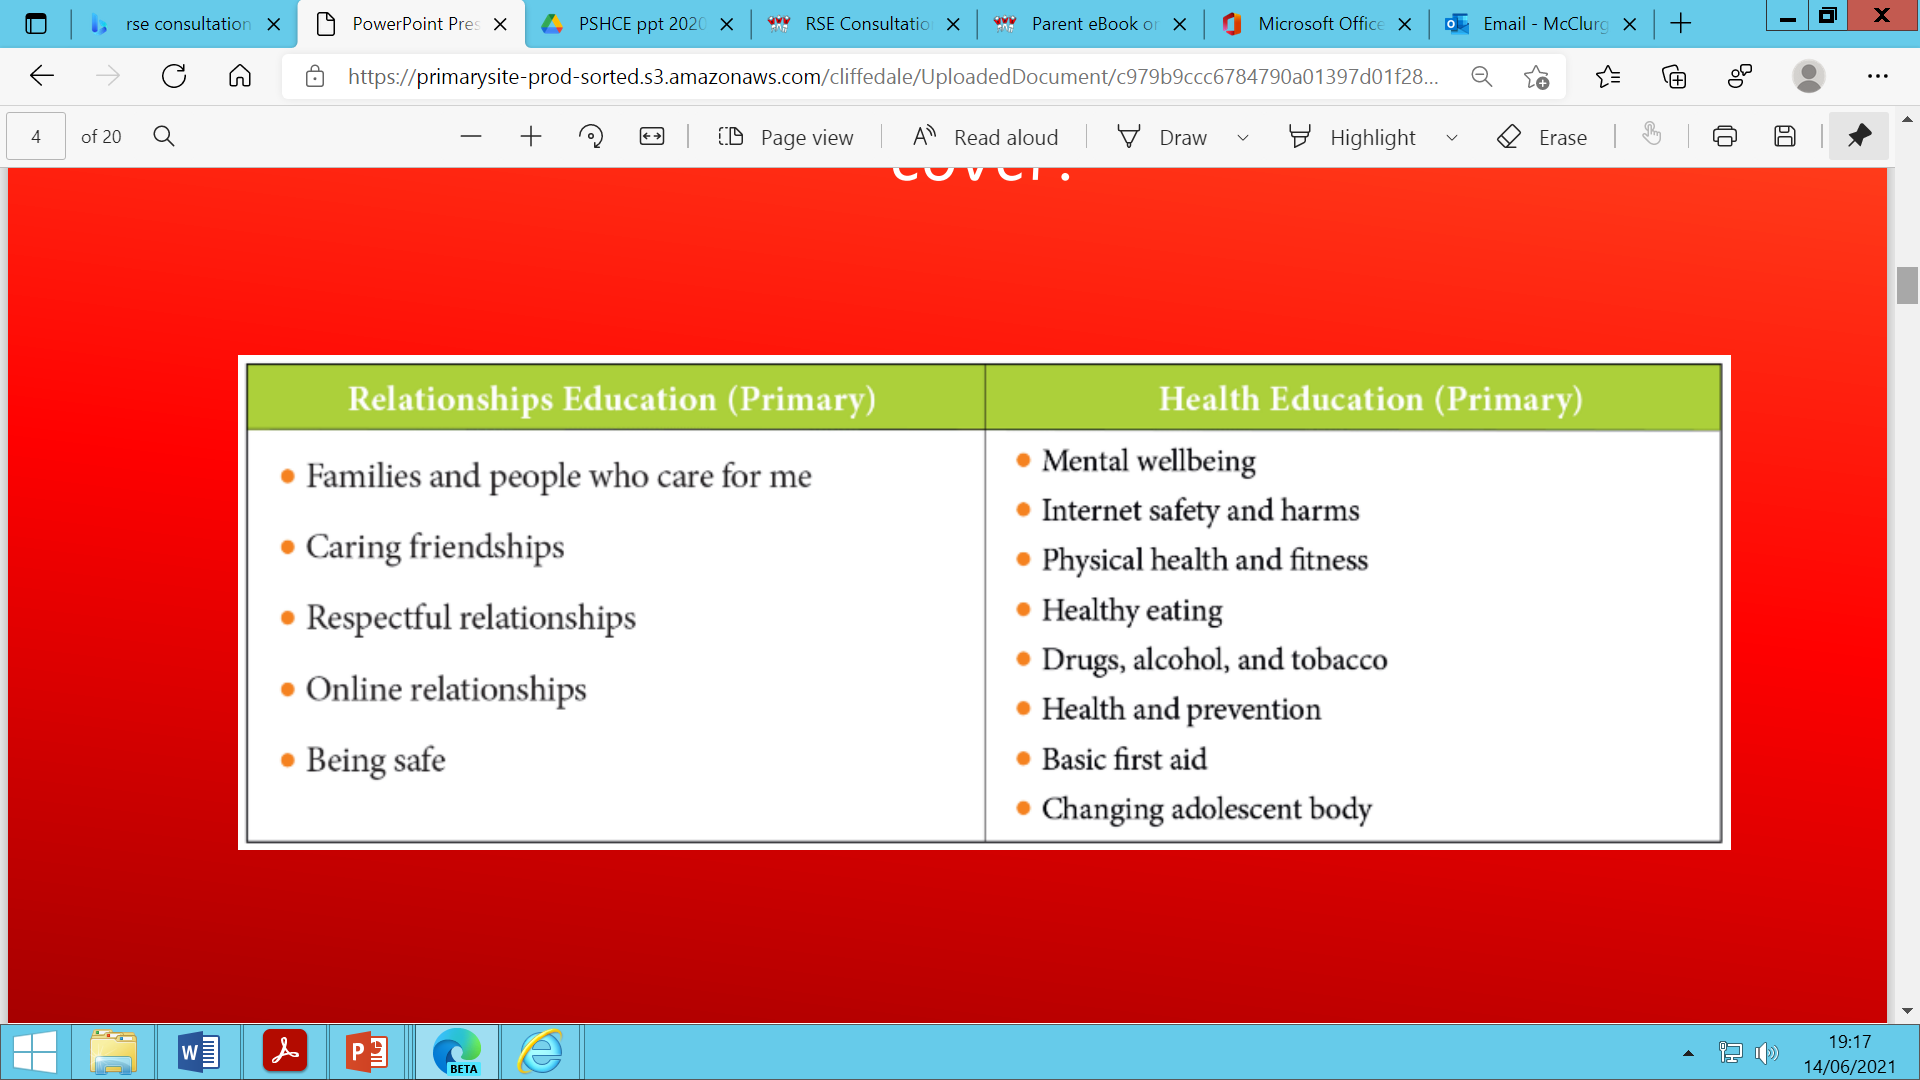 rse consultation
PowerPoint Pres
PSHCE ppt 2020
RSE Consultatio
Parent eBook or
Microsoft Office
Email - McClurg
https://primarysite-prod-sorted.s3.amazonaws.com/cliffedale/UploadedDocument/c979b9ccc6784790a01397d01f28...
4 of 20
Page view
Read aloud
Draw
Highlight
Erase
cover:
Relationships Education (Primary)
Families and people who care for me
Caring friendships
Respectful relationships
Online relationships
Being safe
Health Education (Primary)
Mental wellbeing
Internet safety and harms
Physical health and fitness
Healthy eating
Drugs, alcohol, and tobacco
Health and prevention
Basic first aid
Changing adolescent body
BETA
19:17
14/06/2021